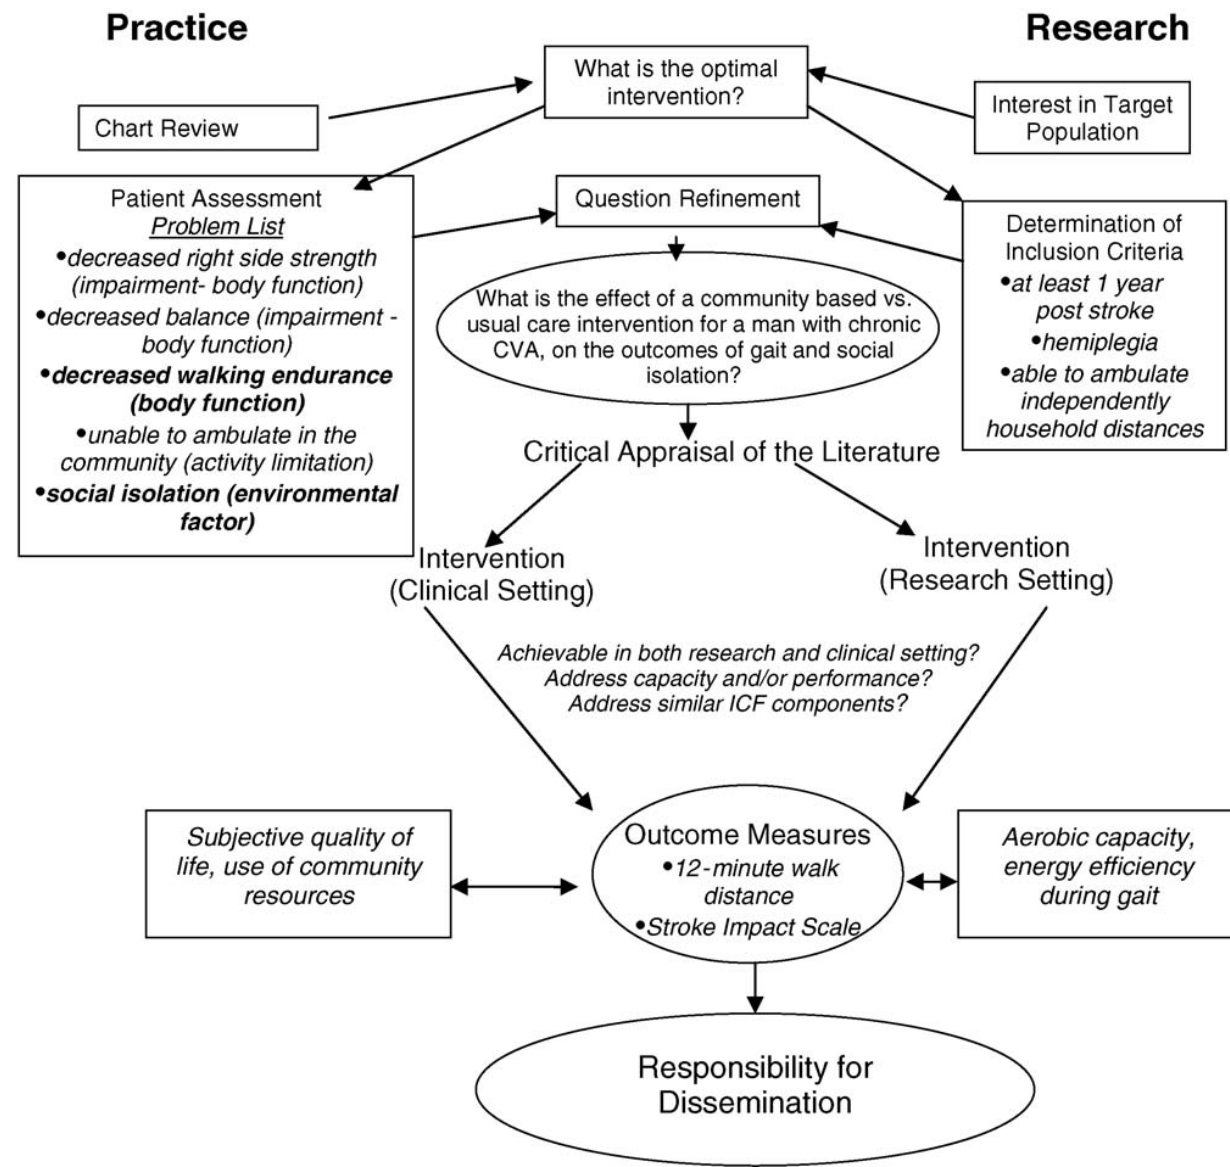 Practice
Research
What is the optimal
intervention?
Chart Review
Interest in Target
Population
Patient Assessment
Problem List
•decreased right side strength
(impairment- body function)
•decreased balance (impairment -
body function)
•decreased walking endurance
(body function)
•unable to ambulate in the
community (activity limitation)
•social isolation (environmental
factor)
Question Refinement
Determination of
Inclusion Criteria
•at least 1 year
post stroke
•hemiplegia
•able to ambulate
independently
household distances
What is the effect of a community based vs.
usual care intervention for a man with chronic
CVA, on the outcomes of gait and social
isolation?
Critical Appraisal of the Literature
Intervention
(Clinical Setting)
Intervention
(Research Setting)
Achievable in both research and clinical setting?
Address capacity and/or performance?
Address similar ICF components?
Subjective quality of
life, use of community
resources
Outcome Measures
•12-minute walk
distance
•Stroke Impact Scale
Aerobic capacity,
energy efficiency
during gait
Responsibility for
Dissemination